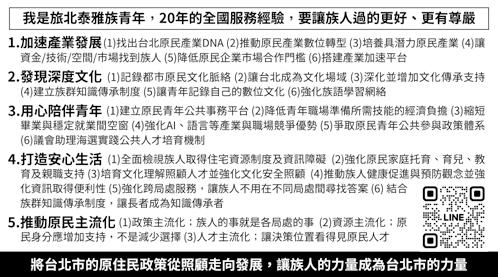 我是旅北泰雅族青年，20年的全國服務經驗，要讓族人過的更好、更有尊嚴
1.加速產業發展 (1)找出台北原民產業DNA (2)推動原民產業數位轉型 (3)培養具潛力原民產業 (4)讓
資金/技術/空間/市場找到族人 (5)降低原民企業市場合作門檻 (6)搭建產業加速平台
2.發現深度文化 (1)記錄都市原民文化脈絡 (2)讓台北成為文化場域 (3)深化並增加文化傳承支持
(4)建立族群知識傳承制度 (5)讓青年記錄自己的數位文化 (6)強化族語學習網絡
3.用心陪伴青年 (1)建立原民青年公共事務平台 (2)降低青年職場準備所需技能的經濟負擔 (3)縮短
畢業與穩定就業間空窗 (4)強化AI、語言等產業與職場競爭優勢 (5)爭取原民青年公共參與政策體系
(6)議會助理海選實踐公共人才培育機制
4.打造安心生活 (1)全面檢視族人取得住宅資源制度及資訊障礙 (2)強化原民家庭托育、育兒、教
育及親職支持 (3)培育文化理解照顧人才並強化文化安全照顧 (4)推動族人健康促進與預防觀念並強
化資訊取得便利性 (5)強化跨局處服務，讓族人不用在不同局處間尋找答案 (6) 結合
族群知識傳承制度，讓長者成為知識傳承者
5.推動原民主流化 (1)政策主流化；族人的事就是各局處的事 (2)資源主流化；原
民身分應增加支持，不是減少選擇 (3)人才主流化；讓決策位置看得見原民人才
LINE
將台北市的原住民政策從照顧走向發展，讓族人的力量成為台北市的力量